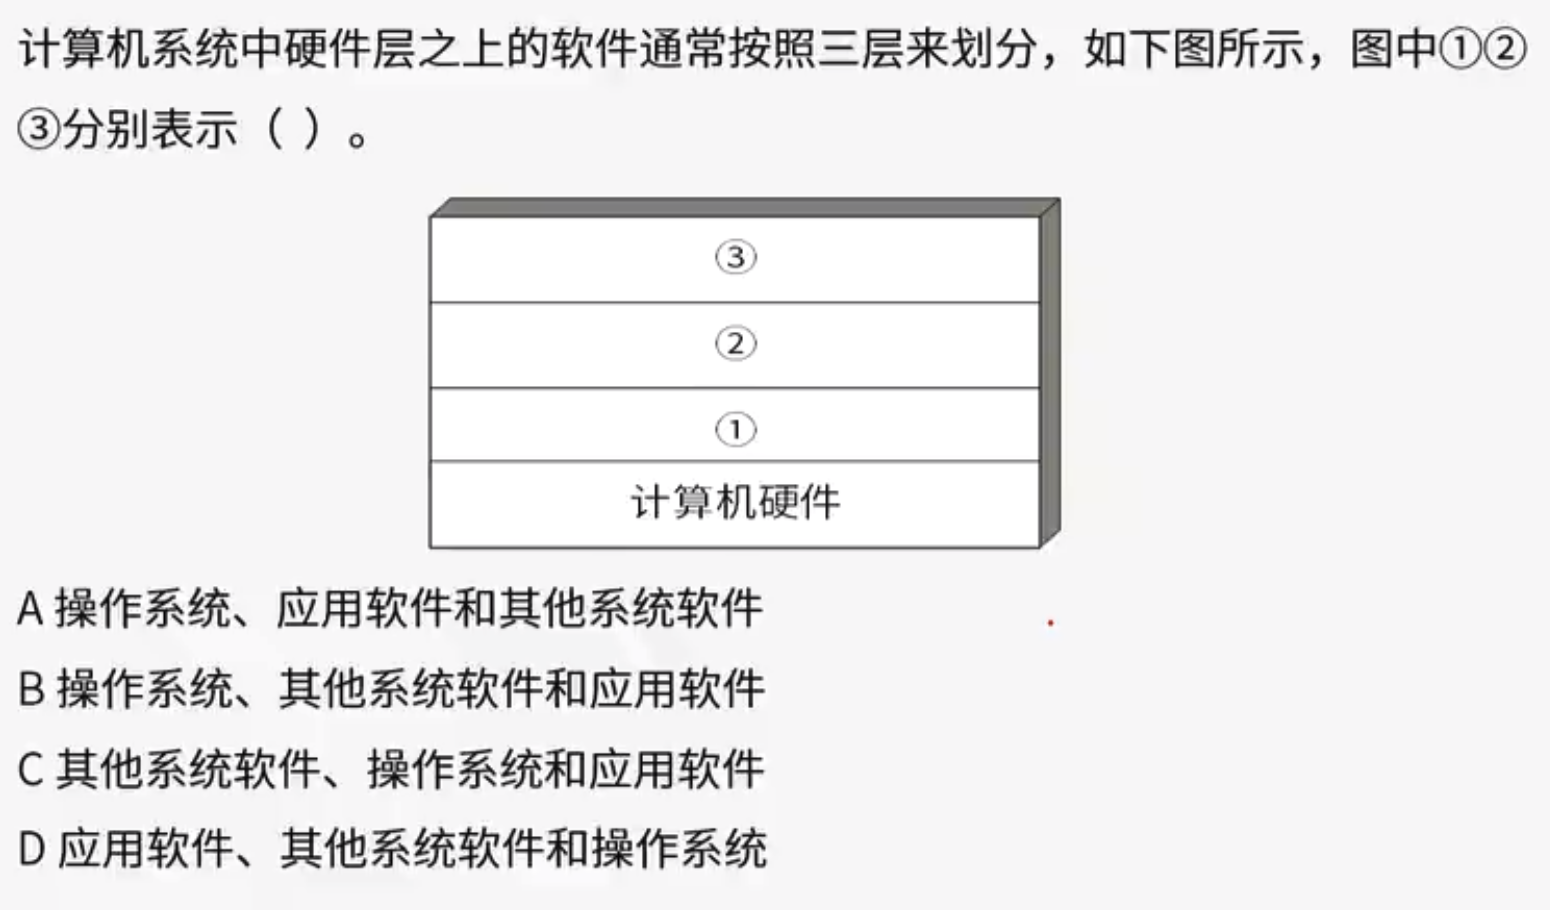 计算机系统中硬件层之上的软件通常按照三层来划分，如下图所示，图中①②
③分别表示（ ）。
③
②
①
计算机硬件
A 操作系统、应用软件和其他系统软件
B 操作系统、其他系统软件和应用软件
C 其他系统软件、操作系统和应用软件
D 应用软件、其他系统软件和操作系统